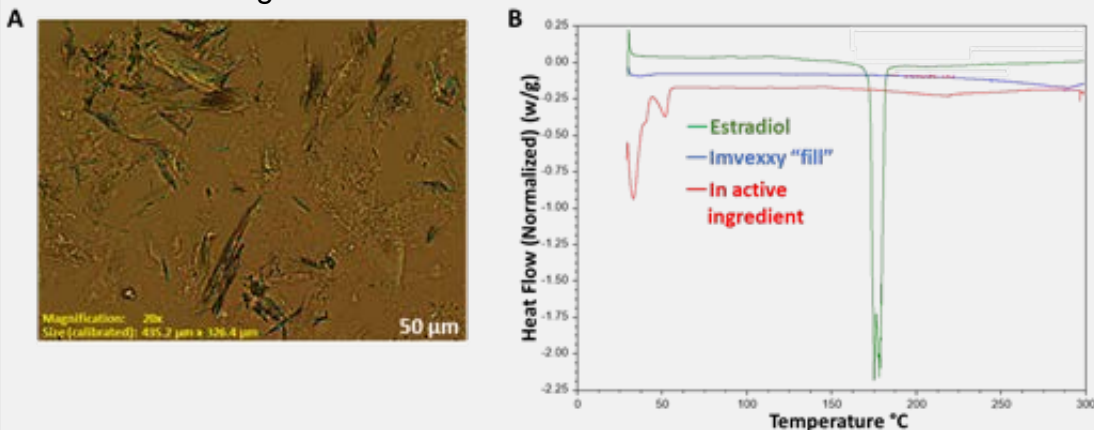 A
Magnification: 20x
Size (calibrated): 435.2 µm x 326.4 µm
50 µm
B
Heat Flow (Normalized) (w/g)
0.25
0.00
-0.25
-0.50
-0.75
-1.00
-1.25
-1.50
-1.75
-2.00
-2.25
Estradiol
Imvexxy “fill”
In active
ingredient
0
50
100
150
200
250
300
Temperature °C